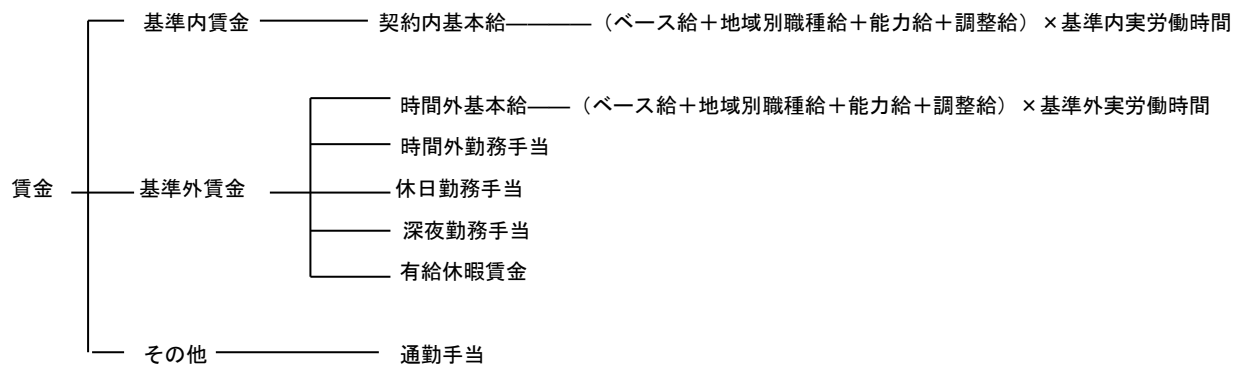 基準内賃金 契約内基本給 （ベース給＋地域別職種給＋能力給＋調整給）×基準内実労働時間
時間外基本給 （ベース給＋地域別職種給＋能力給＋調整給）×基準外実労働時間
時間外勤務手当
賃金 基準外賃金 休日勤務手当
深夜勤務手当
有給休暇賃金
その他 通勤手当